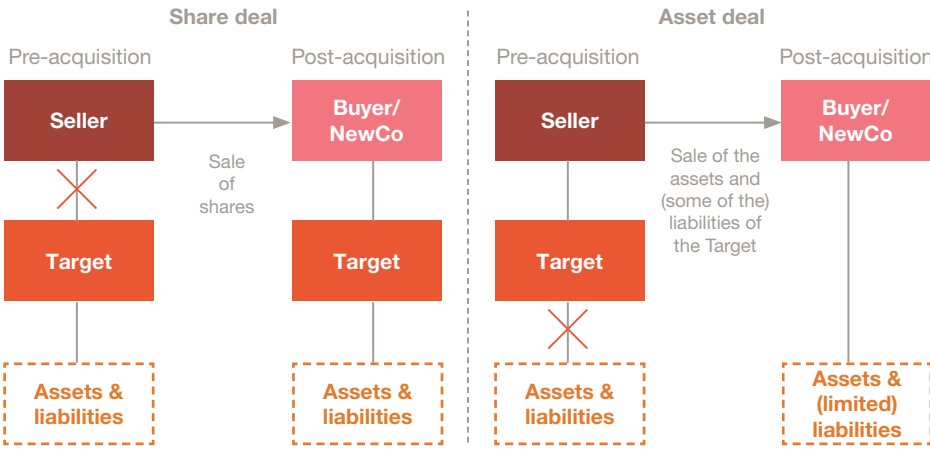 Share deal
Pre-acquisition
Post-acquisition
Seller
Buyer/
NewCo
Sale
of
shares
Target
Target
Assets &
liabilities
Assets &
liabilities
Asset deal
Pre-acquisition
Post-acquisition
Seller
Buyer/
NewCo
Sale of the
assets and
(some of the)
liabilities of
the Target
Target
Assets &
liabilities
Assets &
(limited)
liabilities